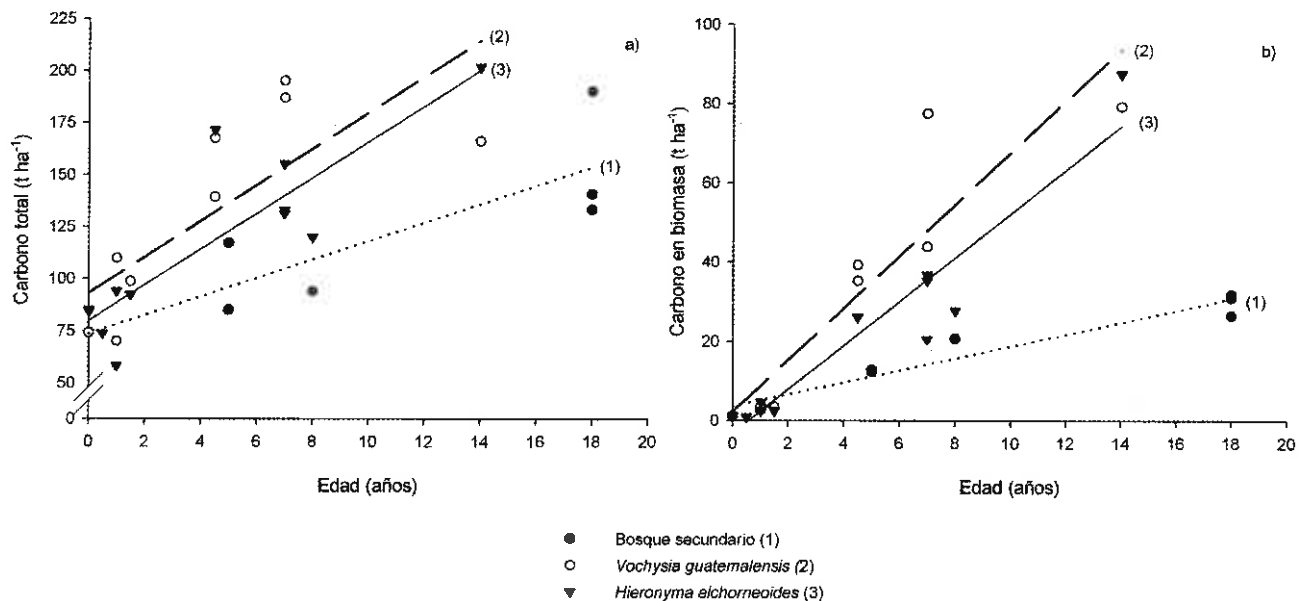 a)
Carbono total (t ha⁻¹)
225
200
175
150
125
100
75
50
0
(2)
(3)
(1)
0 2 4 6 8 10 12 14 16 18 20
Edad (años)
b)
Carbono en biomasa (t ha⁻¹)
100
80
60
40
20
0
(2)
(3)
(1)
0 2 4 6 8 10 12 14 16 18 20
Edad (años)
Bosque secundario (1)
Vochysia guatemalensis (2)
Hieronyma alchorneoides (3)